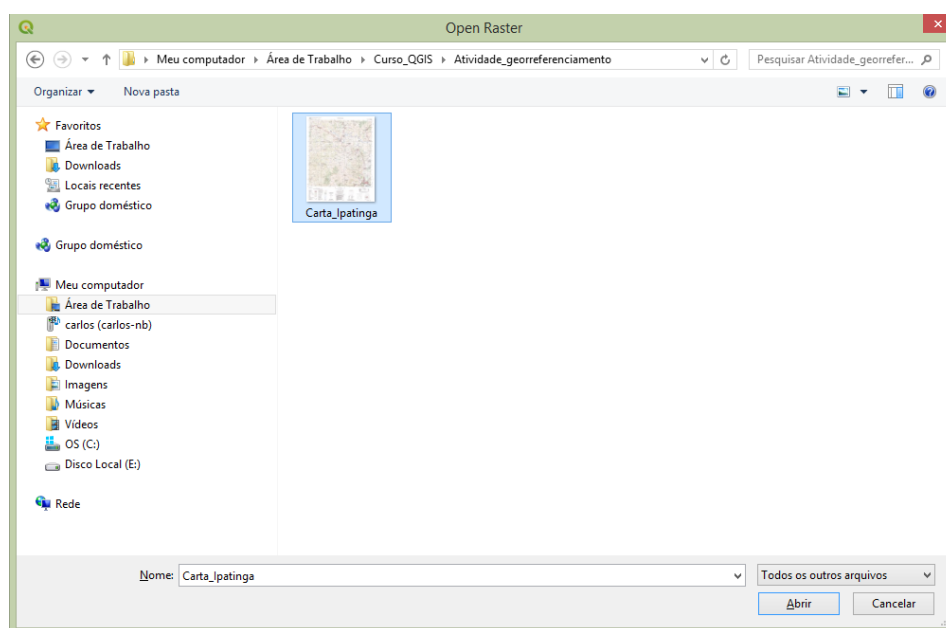 Open Raster
Meu computador Área de Trabalho Curso_QGIS Atividade_georreferenciamento
Pesquisar Atividade_georrefer...
Organizar Nova pasta
Favoritos
Área de Trabalho
Downloads
Locais recentes
Grupo doméstico
Grupo doméstico
Meu computador
Área de Trabalho
carlos (carlos-nb)
Documentos
Downloads
Imagens
Músicas
Vídeos
OS (C:)
Disco Local (E:)
Rede
Carta_Ipatinga
Nome: Carta_Ipatinga
Todos os outros arquivos
Abrir Cancelar